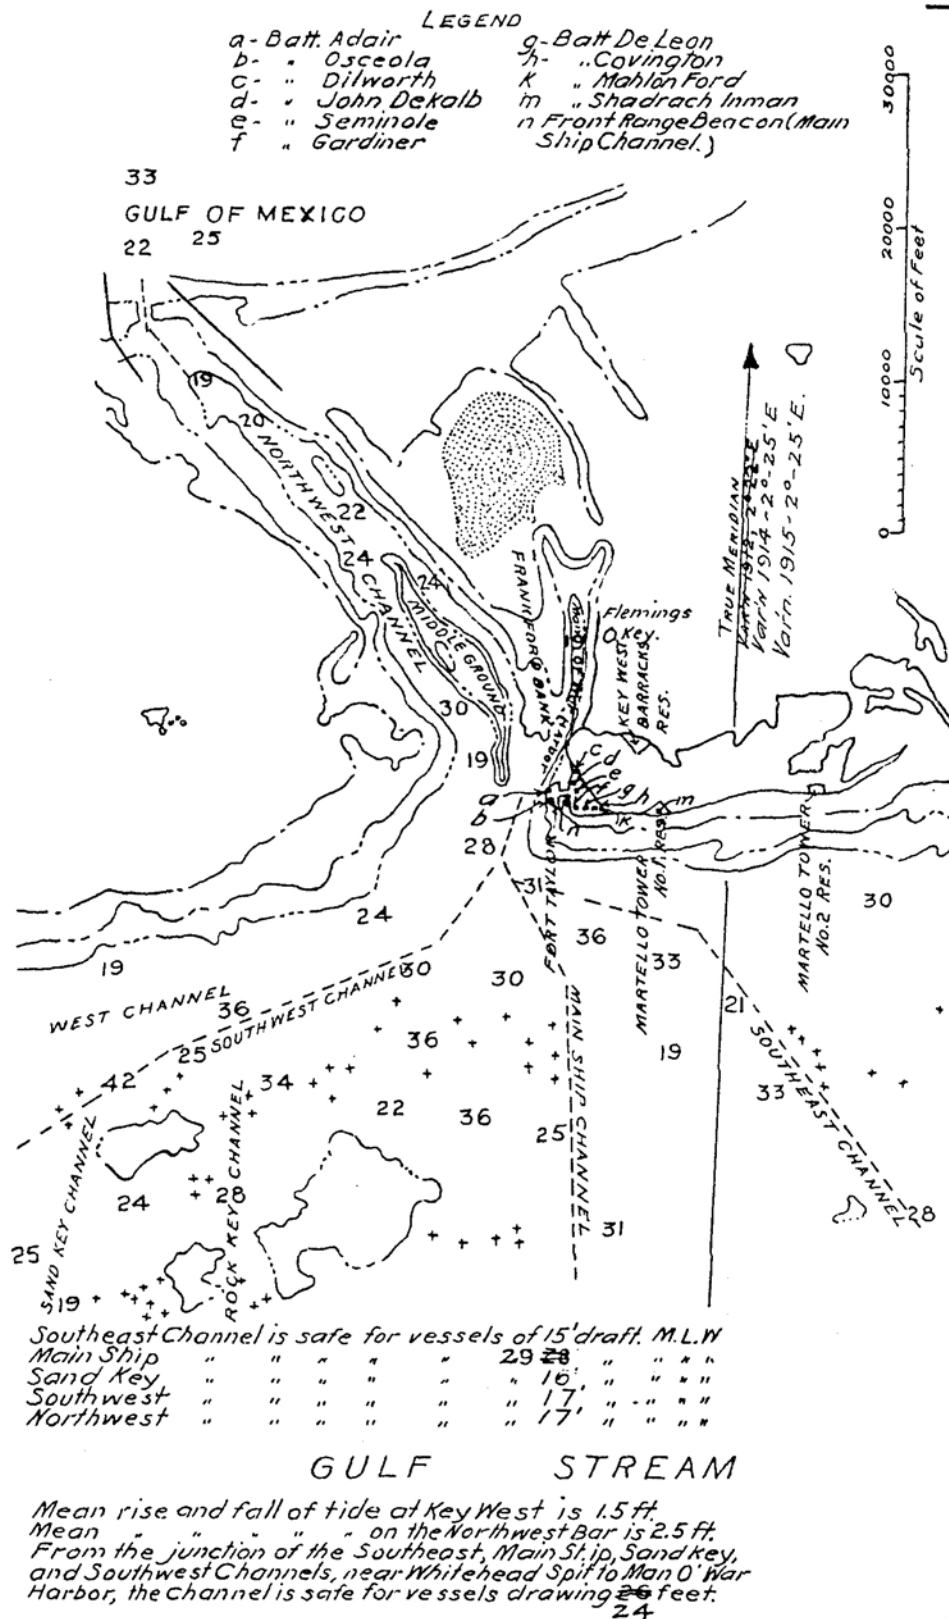 LEGEND
a- Batt. Adair
b- " Osceola
c- " Dilworth
d- " John Dekalb
e- " Seminole
f " Gardiner
g- Batt De Leon
h- " Covington
K " Mahlon Ford
m " Shadrach Inman
n Front Range Beacon (Main
Ship Channel.)
33
GULF OF MEXICO
25
22
30000
20000
10000
0
Scale of Feet
TRUE MERIDIAN
Var'n 1914-2°-25'E
Var'n. 1915-2°-25'E.
19
20
NORTHWEST CHANNEL
22
24
24
MIDDLE GROUND
30
19
FRANKFORD BANK
Flemings
Key.
KEY WEST
BARRACKS
RES.
c
d
e
f
g
h
k
m
n
a
b
28
31
FORT TAYLOR
MARTELLO TOWER
NO.1. RES.
MARTELLO TOWER
NO.2 RES.
30
24
19
36
33
30
30
WEST CHANNEL
36
SOUTHWEST CHANNEL
25
21
28
36
19
42
34
MAIN SHIP CHANNEL
SOUTHEAST CHANNEL
33
22
36
25
SAND KEY CHANNEL
24
28
ROCK KEY CHANNEL
31
28
25
19
Southeast Channel is safe for vessels of 15' draft. M.L.W
Main Ship " " " " " 29 28 " " " "
Sand Key " " " " " " 16' " " " "
Southwest " " " " " " 17' " " " "
Northwest " " " " " " 17' " " " "
GULF STREAM
Mean rise and fall of tide at Key West is 1.5 ft.
Mean " " " " " on the Northwest Bar is 2.5 ft.
From the junction of the Southeast, Main Ship, Sand Key,
and Southwest Channels, near Whitehead Spit to Man O' War
Harbor, the Channel is safe for vessels drawing 26 feet.
24